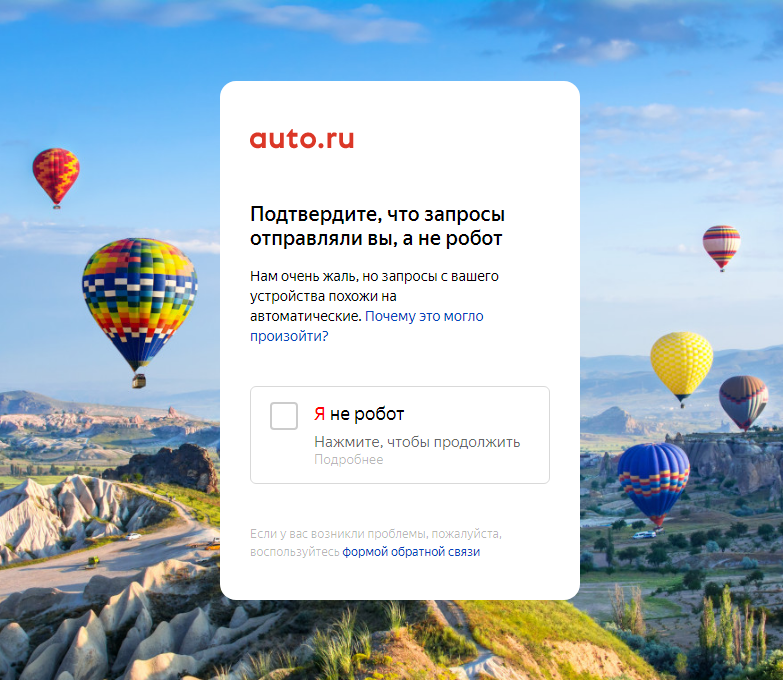 auto.ru
Подтвердите, что запросы
отправляли вы, а не робот
Нам очень жаль, но запросы с вашего
устройства похожи на
автоматические. Почему это могло
произойти?
Я не робот
Нажмите, чтобы продолжить
Подробнее
Если у вас возникли проблемы, пожалуйста,
воспользуйтесь формой обратной связи